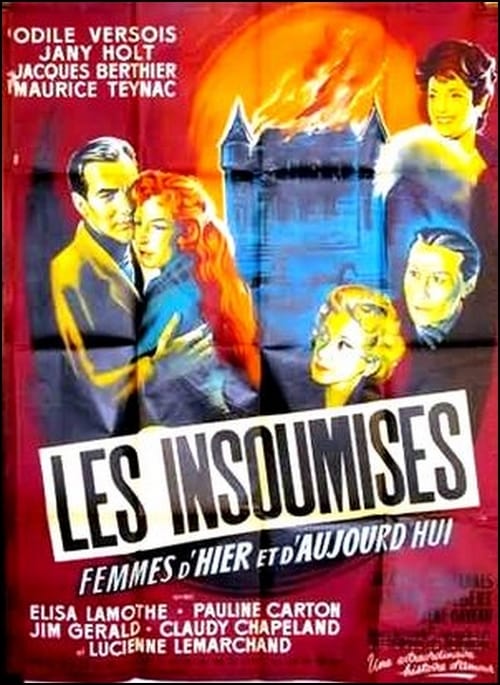 ODILE VERSOIS
JANY HOLT
JACQUES BERTHIER
MAURICE TEYNAC
LES INSOUMISES
FEMMES D'HIER ET D'AUJOURD'HUI
ELISA LAMOTHE • PAULINE CARTON
JIM GERALD • CLAUDY CHAPELAND
et LUCIENNE LEMARCHAND
Une extraordinaire
histoire d'amour